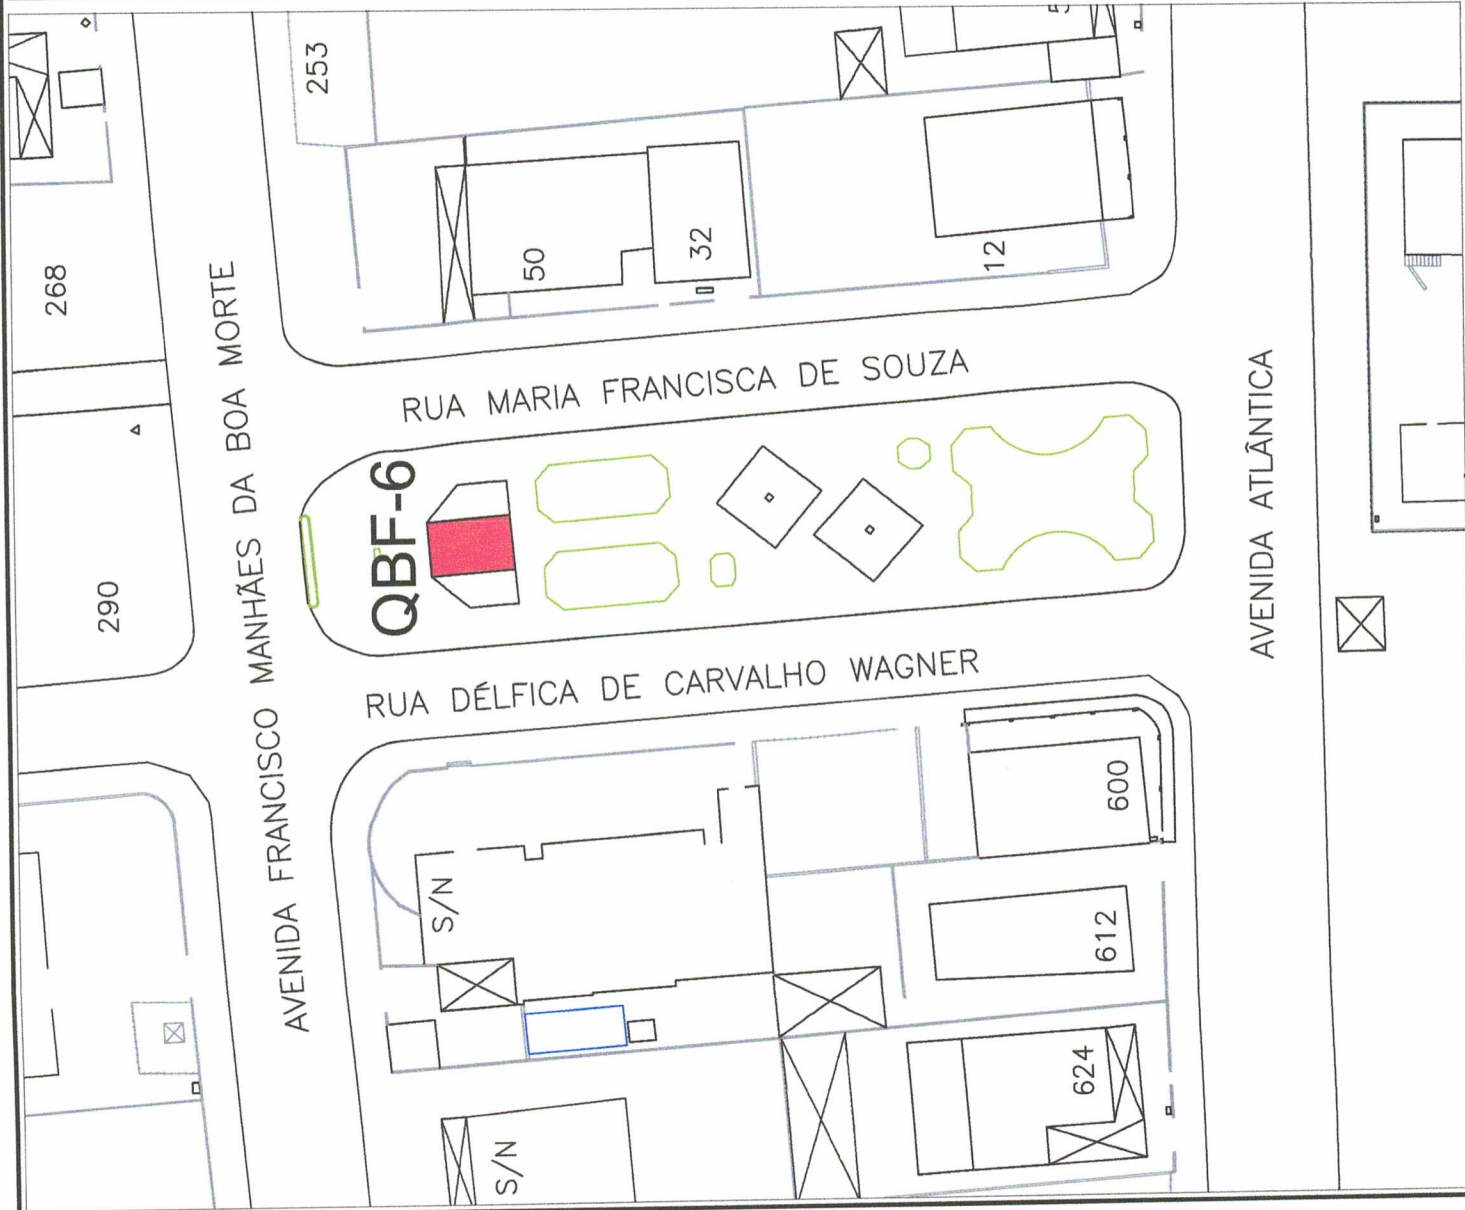 253
268
50
32
12
RUA MARIA FRANCISCA DE SOUZA
AVENIDA FRANCISCO MANHÃES DA BOA MORTE
AVENIDA ATLÂNTICA
QBF-6
290
RUA DÉLFICA DE CARVALHO WAGNER
600
S/N
612
624
S/N